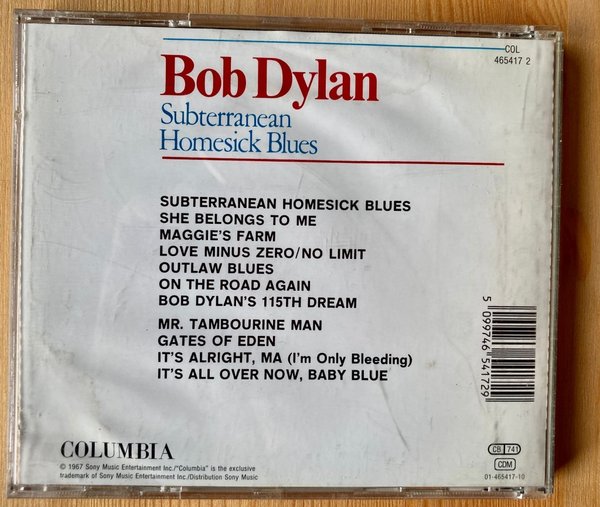 COL
465417 2
Bob Dylan
Subterranean
Homesick Blues
SUBTERRANEAN HOMESICK BLUES
SHE BELONGS TO ME
MAGGIE'S FARM
LOVE MINUS ZERO/NO LIMIT
OUTLAW BLUES
ON THE ROAD AGAIN
BOB DYLAN'S 115TH DREAM
MR. TAMBOURINE MAN
GATES OF EDEN
IT'S ALRIGHT, MA (I'm Only Bleeding)
IT'S ALL OVER NOW, BABY BLUE
5 099746 541729
COLUMBIA
© 1967 Sony Music Entertainment Inc./"Columbia" is the exclusive
trademark of Sony Music Entertainment Inc./Distribution Sony Music
CB 741
CDM
01-465417-10